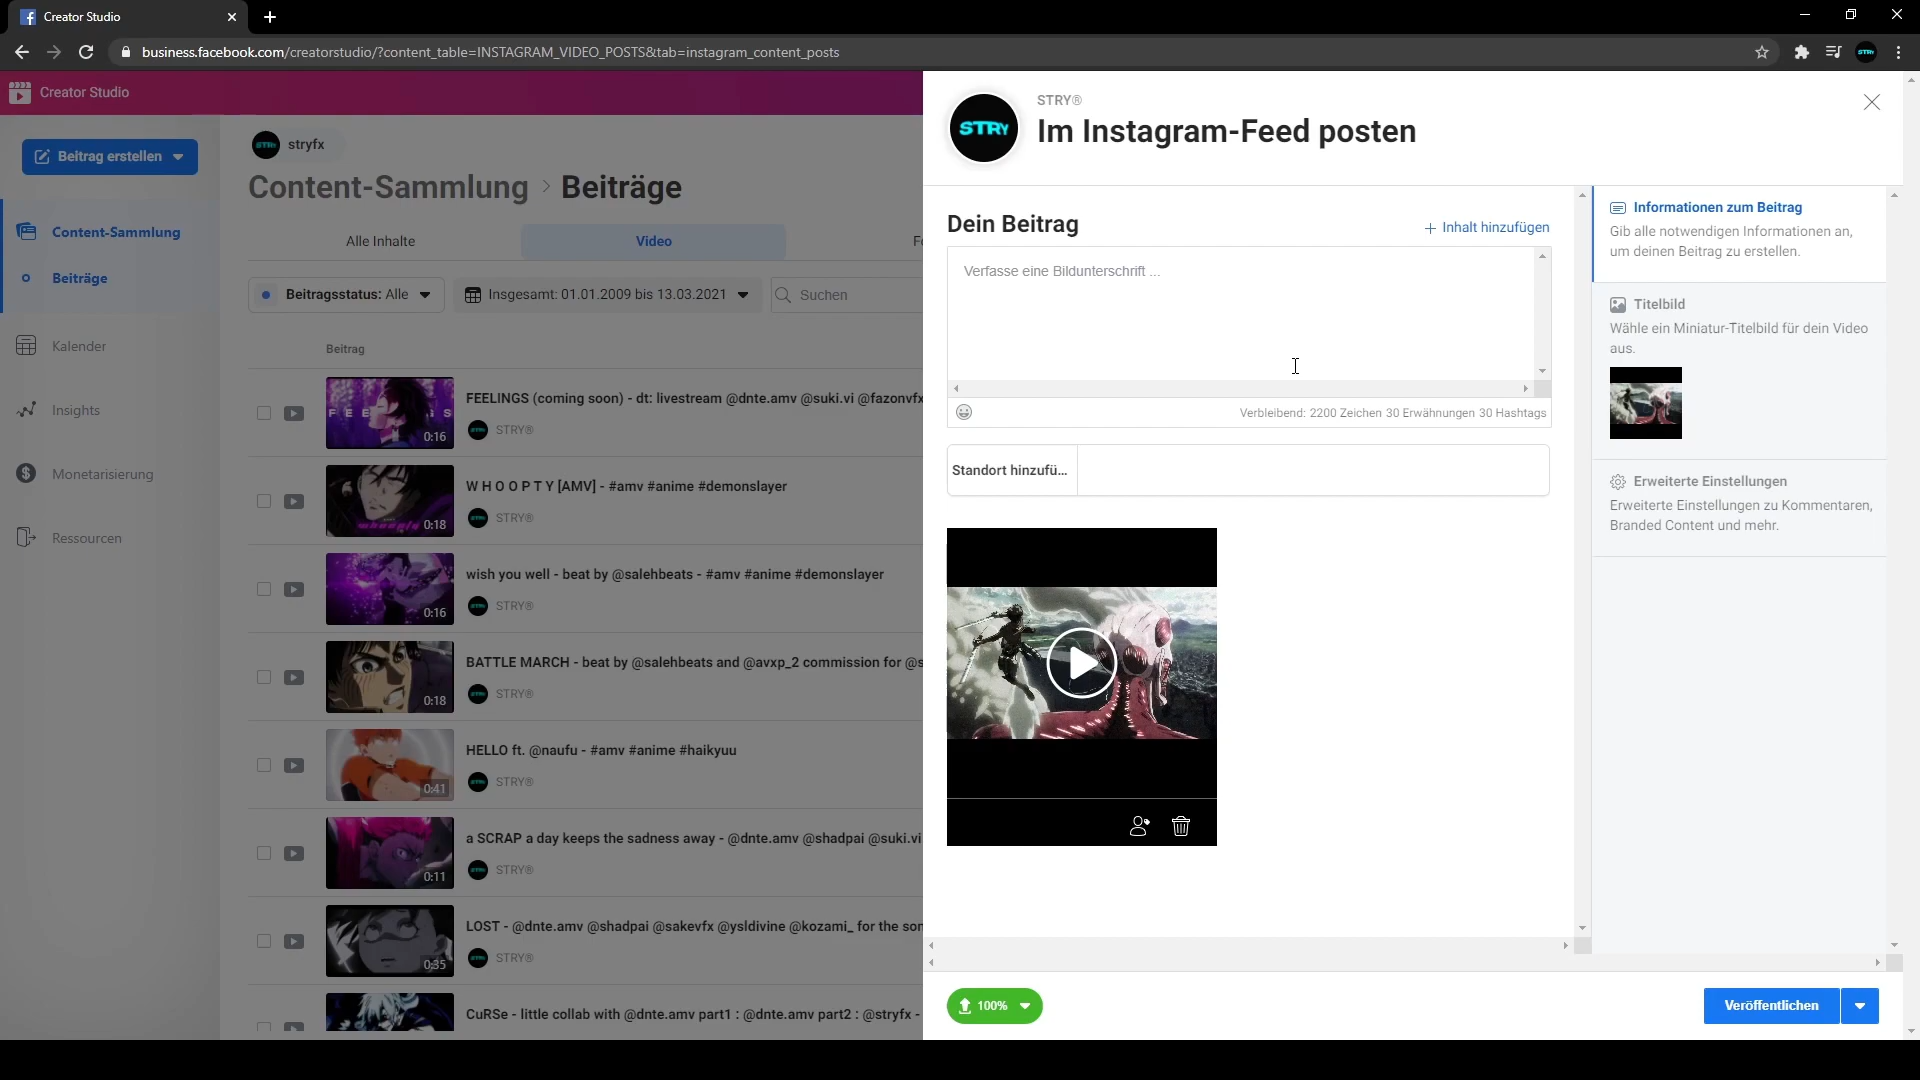 Creator Studio
business.facebook.com/creatorstudio/?content_table=INSTAGRAM_VIDEO_POSTS&tab=instagram_content_posts
Creator Studio
Beitrag erstellen
Content-Sammlung
Beiträge
Kalender
Insights
Monetarisierung
Ressourcen
stryfx
Content-Sammlung > Beiträge
Alle Inhalte
Video
Beitragsstatus: Alle
Insgesamt: 01.01.2009 bis 13.03.2021
Suchen
Beitrag
FEELINGS (coming soon) - dt: livestream @dnte.amv @suki.vi @fazonvfx
STRY®
0:16
W H O O P T Y [AMV] - #amv #anime #demonslayer
STRY®
0:18
wish you well - beat by @salehbeats - #amv #anime #demonslayer
STRY®
0:16
BATTLE MARCH - beat by @salehbeats and @avxp_2 commission for @s
STRY®
0:18
HELLO ft. @naufu - #amv #anime #haikyuu
STRY®
0:41
a SCRAP a day keeps the sadness away - @dnte.amv @shadpai @suki.vi
STRY®
0:11
LOST - @dnte.amv @shadpai @sakevfx @ysldivine @kozami_ for the son
STRY®
0:35
CuRSe - little collab with @dnte.amv part1 : @dnte.amv part2 : @stryfx -
STRY
STRY®
Im Instagram-Feed posten
Dein Beitrag
+ Inhalt hinzufügen
Verfasse eine Bildunterschrift ...
Verbleibend: 2200 Zeichen 30 Erwähnungen 30 Hashtags
Standort hinzufü...
Informationen zum Beitrag
Gib alle notwendigen Informationen an,
um deinen Beitrag zu erstellen.
Titelbild
Wähle ein Miniatur-Titelbild für dein Video
aus.
Erweiterte Einstellungen
Erweiterte Einstellungen zu Kommentaren,
Branded Content und mehr.
100%
Veröffentlichen